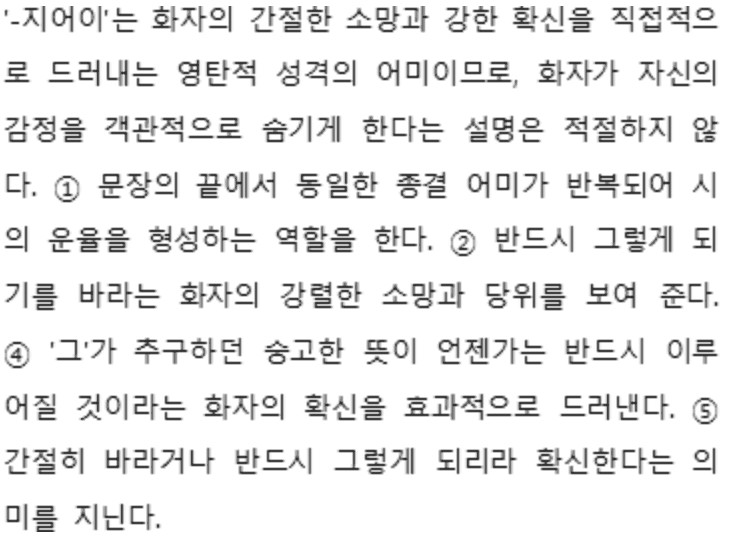 '-지어이'는 화자의 간절한 소망과 강한 확신을 직접적으
로 드러내는 영탄적 성격의 어미이므로, 화자가 자신의
감정을 객관적으로 숨기게 한다는 설명은 적절하지 않
다. ① 문장의 끝에서 동일한 종결 어미가 반복되어 시
의 운율을 형성하는 역할을 한다. ② 반드시 그렇게 되
기를 바라는 화자의 강렬한 소망과 당위를 보여 준다.
④ '그'가 추구하던 숭고한 뜻이 언젠가는 반드시 이루
어질 것이라는 화자의 확신을 효과적으로 드러낸다. ⑤
간절히 바라거나 반드시 그렇게 되리라 확신한다는 의
미를 지닌다.